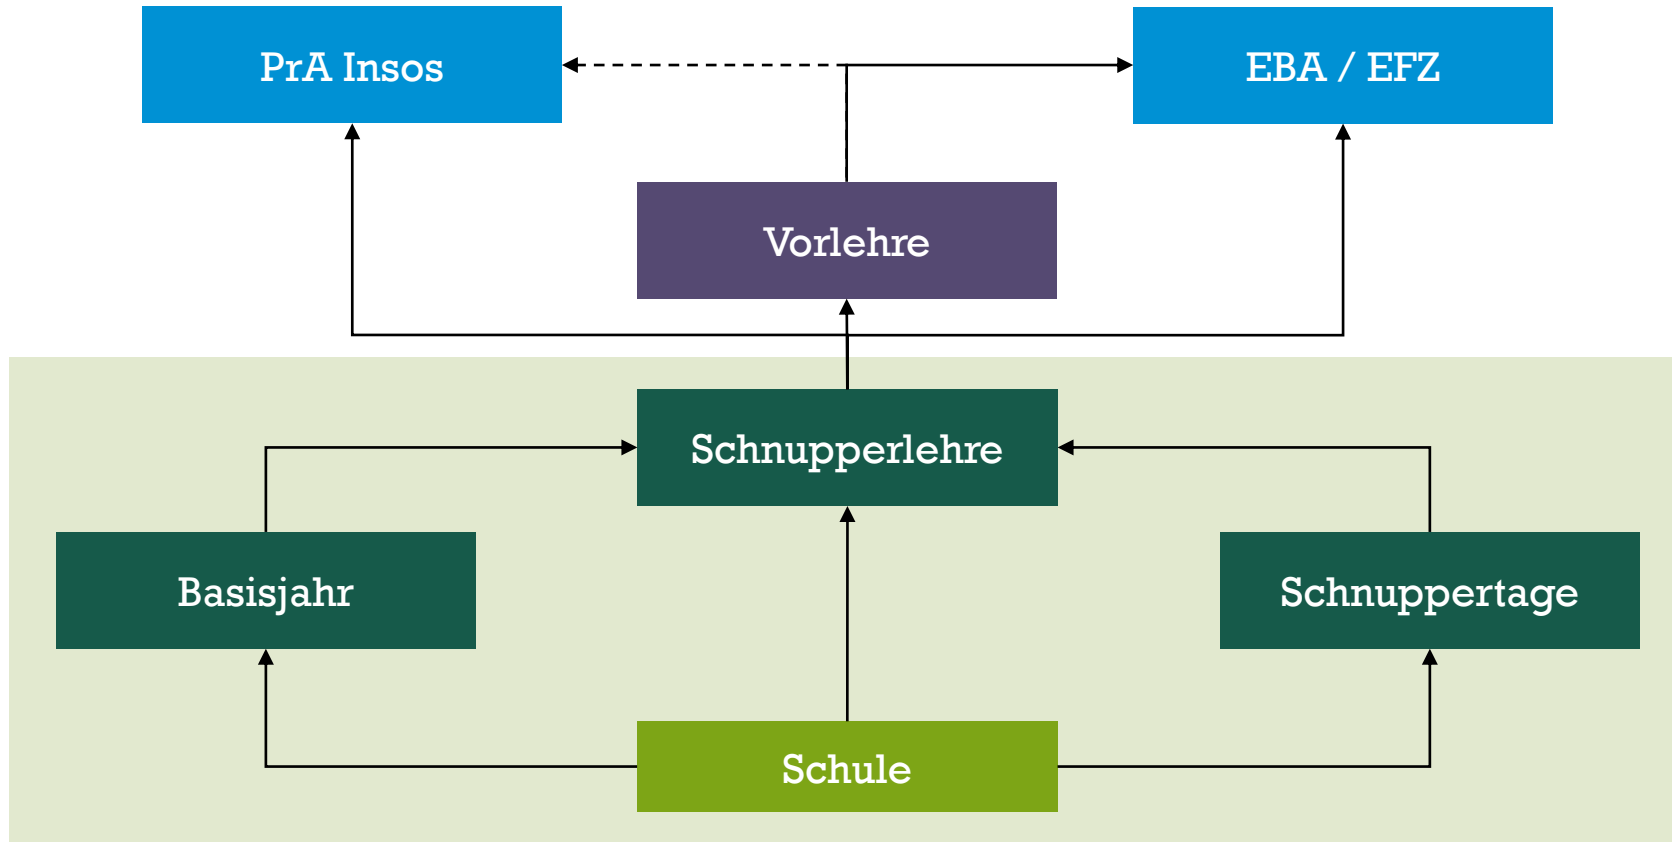 PrA Insos
EBA / EFZ
Vorlehre
Schnupperlehre
Basisjahr
Schnuppertage
Schule